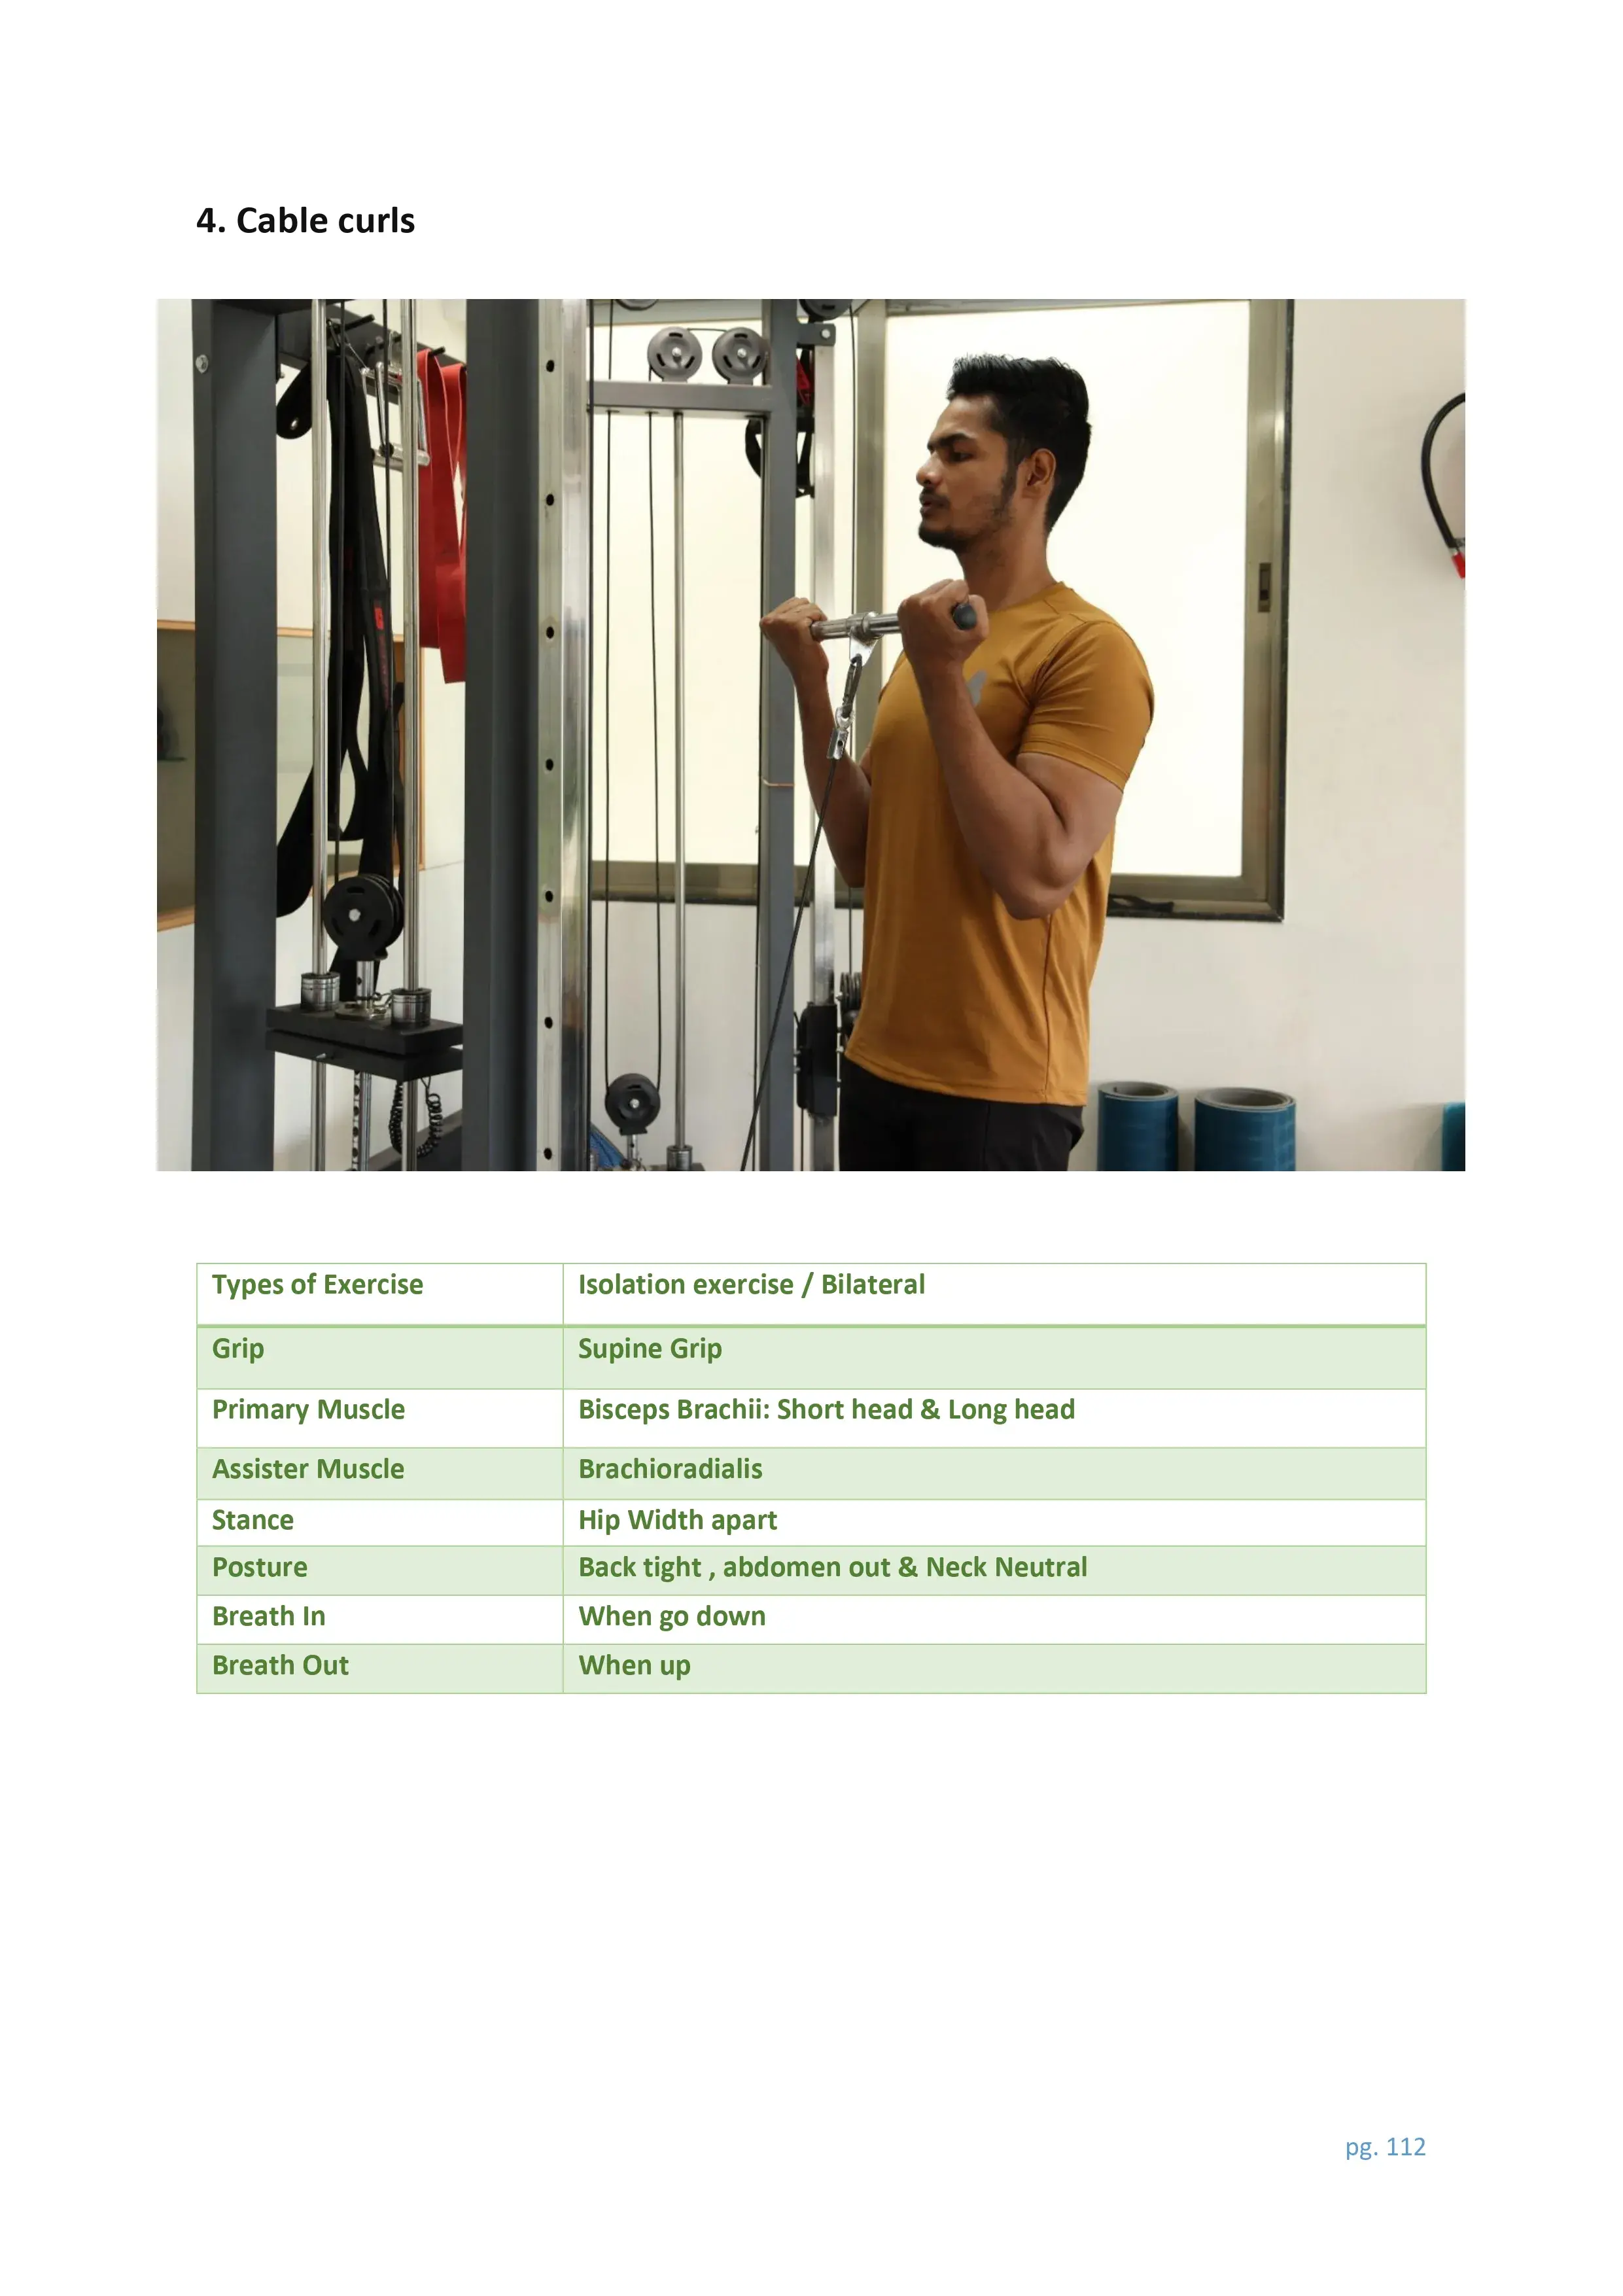 4. Cable curls
Types of Exercise
Isolation exercise / Bilateral
Grip
Supine Grip
Primary Muscle
Bisceps Brachii: Short head & Long head
Assister Muscle
Brachioradialis
Stance
Hip Width apart
Posture
Back tight , abdomen out & Neck Neutral
Breath In
When go down
Breath Out
When up
pg. 112